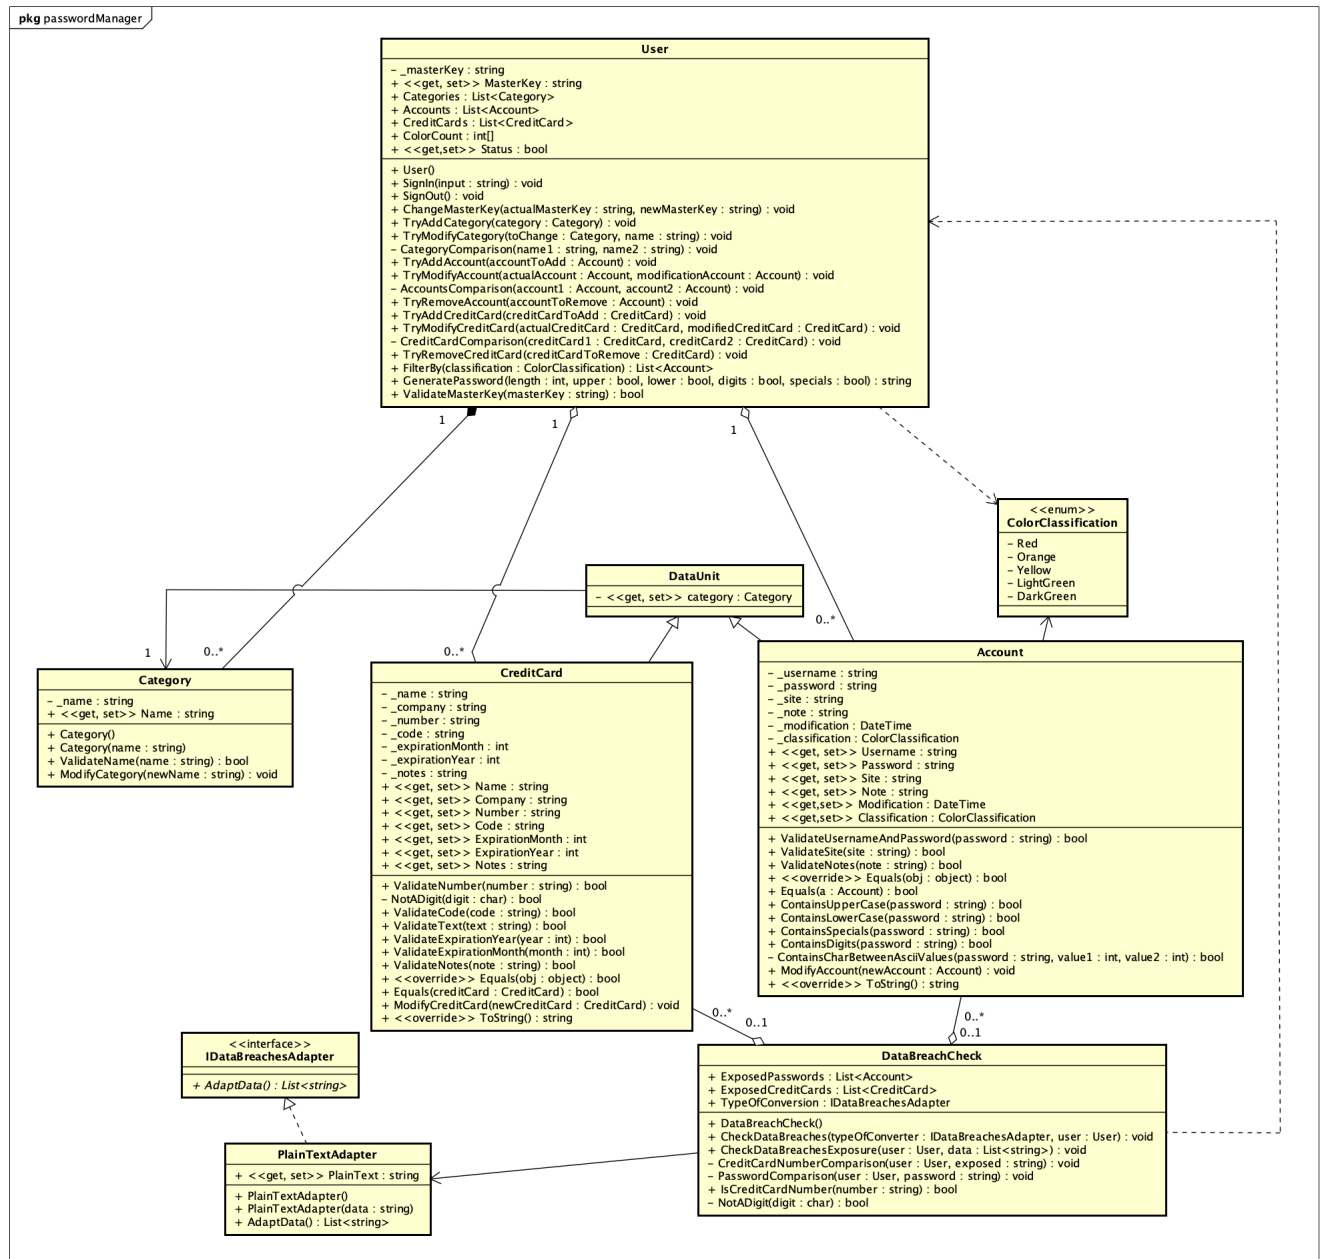 pkg passwordManager
User
– _masterKey : string
+ <<get, set>> MasterKey : string
+ Categories : List<Category>
+ Accounts : List<Account>
+ CreditCards : List<CreditCard>
+ ColorCount : int[]
+ <<get,set>> Status : bool
+ User()
+ SignIn(input : string) : void
+ SignOut() : void
+ ChangeMasterKey(actualMasterKey : string, newMasterKey : string) : void
+ TryAddCategory(category : Category) : void
+ TryModifyCategory(toChange : Category, name : string) : void
– CategoryComparison(name1 : string, name2 : string) : void
+ TryAddAccount(accountToAdd : Account) : void
+ TryModifyAccount(actualAccount : Account, modificationAccount : Account) : void
– AccountsComparison(account1 : Account, account2 : Account) : void
+ TryRemoveAccount(accountToRemove : Account) : void
+ TryAddCreditCard(creditCardToAdd : CreditCard) : void
+ TryModifyCreditCard(actualCreditCard : CreditCard, modifiedCreditCard : CreditCard) : void
– CreditCardComparison(creditCard1 : CreditCard, creditCard2 : CreditCard) : void
+ TryRemoveCreditCard(creditCardToRemove : CreditCard) : void
+ FilterBy(classification : ColorClassification) : List<Account>
+ GeneratePassword(length : int, upper : bool, lower : bool, digits : bool, specials : bool) : string
+ ValidateMasterKey(masterKey : string) : bool
1
1
1
<<enum>>
ColorClassification
– Red
– Orange
– Yellow
– LightGreen
– DarkGreen
DataUnit
– <<get, set>> category : Category
0..*
1
0..*
0..*
Category
– _name : string
+ <<get, set>> Name : string
+ Category()
+ Category(name : string)
+ ValidateName(name : string) : bool
+ ModifyCategory(newName : string) : void
CreditCard
– _name : string
– _company : string
– _number : string
– _code : string
– _expirationMonth : int
– _expirationYear : int
– _notes : string
+ <<get, set>> Name : string
+ <<get, set>> Company : string
+ <<get, set>> Number : string
+ <<get, set>> Code : string
+ <<get, set>> ExpirationMonth : int
+ <<get, set>> ExpirationYear : int
+ <<get, set>> Notes : string
+ ValidateNumber(number : string) : bool
– NotADigit(digit : char) : bool
+ ValidateCode(code : string) : bool
+ ValidateText(text : string) : bool
+ ValidateExpirationYear(year : int) : bool
+ ValidateExpirationMonth(month : int) : bool
+ ValidateNotes(note : string) : bool
+ <<override>> Equals(obj : object) : bool
+ Equals(creditCard : CreditCard) : bool
+ ModifyCreditCard(newCreditCard : CreditCard) : void
+ <<override>> ToString() : string
Account
– _username : string
– _password : string
– _site : string
– _note : string
– _modification : DateTime
– _classification : ColorClassification
+ <<get, set>> Username : string
+ <<get, set>> Password : string
+ <<get, set>> Site : string
+ <<get, set>> Note : string
+ <<get,set>> Modification : DateTime
+ <<get,set>> Classification : ColorClassification
+ ValidateUsernameAndPassword(password : string) : bool
+ ValidateSite(site : string) : bool
+ ValidateNotes(note : string) : bool
+ <<override>> Equals(obj : object) : bool
+ Equals(a : Account) : bool
+ ContainsUpperCase(password : string) : bool
+ ContainsLowerCase(password : string) : bool
+ ContainsSpecials(password : string) : bool
+ ContainsDigits(password : string) : bool
– ContainsCharBetweenAsciiValues(password : string, value1 : int, value2 : int) : bool
+ ModifyAccount(newAccount : Account) : void
+ <<override>> ToString() : string
0..*
0..1
0..*
0..1
<<interface>>
IDataBreachesAdapter
+ AdaptData() : List<string>
DataBreachCheck
+ ExposedPasswords : List<Account>
+ ExposedCreditCards : List<CreditCard>
+ TypeOfConversion : IDataBreachesAdapter
+ DataBreachCheck()
+ CheckDataBreaches(typeOfConverter : IDataBreachesAdapter, user : User) : void
+ CheckDataBreachesExposure(user : User, data : List<string>) : void
– CreditCardNumberComparison(user : User, exposed : string) : void
– PasswordComparison(user : User, password : string) : void
+ IsCreditCardNumber(number : string) : bool
– NotADigit(digit : char) : bool
PlainTextAdapter
+ <<get, set>> PlainText : string
+ PlainTextAdapter()
+ PlainTextAdapter(data : string)
+ AdaptData() : List<string>